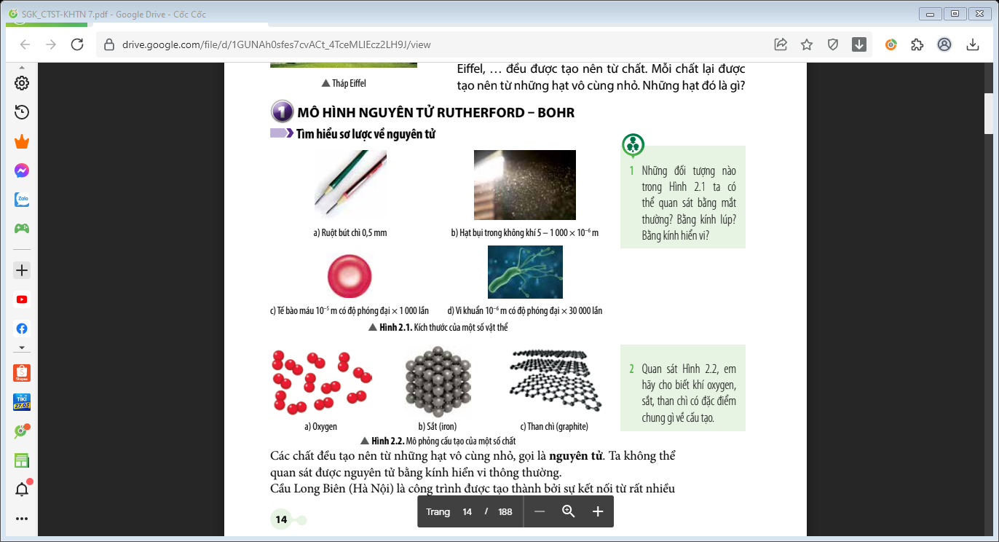 SGK_CTST-KHTN 7.pdf - Google Drive - Cốc Cốc
drive.google.com/file/d/1GUNAh0sfes7cvACt_4TceMLIEcz2LH9J/view
Zalo
Shopee
TIKI
27.03
Eiffel, … đều được tạo nên từ chất. Mỗi chất lại được
tạo nên từ những hạt vô cùng nhỏ. Những hạt đó là gì?
▲ Tháp Eiffel
1 MÔ HÌNH NGUYÊN TỬ RUTHERFORD – BOHR
Tìm hiểu sơ lược về nguyên tử
a) Ruột bút chì 0,5 mm
b) Hạt bụi trong không khí 5 – 1 000 × 10⁻⁶ m
1 Những đối tượng nào
trong Hình 2.1 ta có
thể quan sát bằng mắt
thường? Bằng kính lúp?
Bằng kính hiển vi?
c) Tế bào máu 10⁻⁵ m có độ phóng đại × 1 000 lần
d) Vi khuẩn 10⁻⁶ m có độ phóng đại × 30 000 lần
▲ Hình 2.1. Kích thước của một số vật thể
2 Quan sát Hình 2.2, em
hãy cho biết khí oxygen,
sắt, than chì có đặc điểm
chung gì về cấu tạo.
a) Oxygen
b) Sắt (iron)
c) Than chì (graphite)
▲ Hình 2.2. Mô phỏng cấu tạo của một số chất
Các chất đều tạo nên từ những hạt vô cùng nhỏ, gọi là nguyên tử. Ta không thể
quan sát được nguyên tử bằng kính hiển vi thông thường.
Cầu Long Biên (Hà Nội) là công trình được tạo thành bởi sự kết nối từ rất nhiều
14
Trang 14 / 188